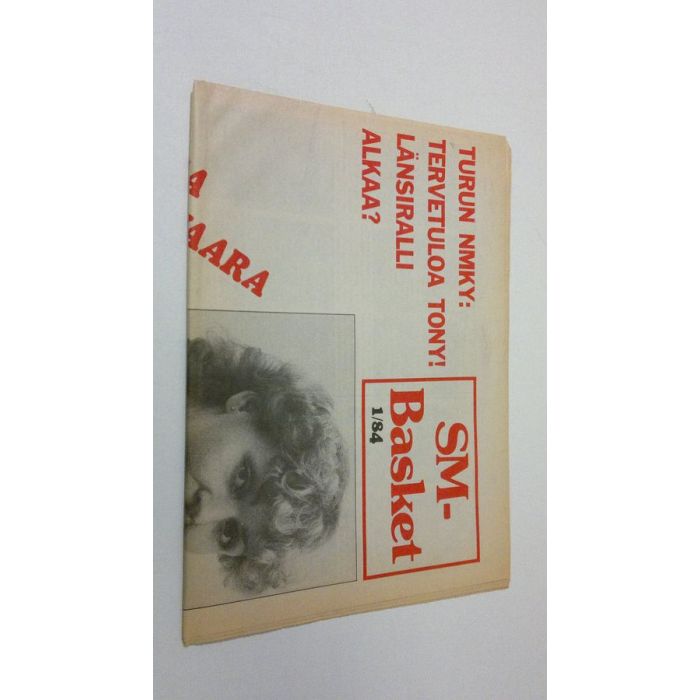 TURUN NMKY:
TERVETULOA TONY!
LÄNSIRALLI
ALKAA?
SM-
Basket
1/84
AARA